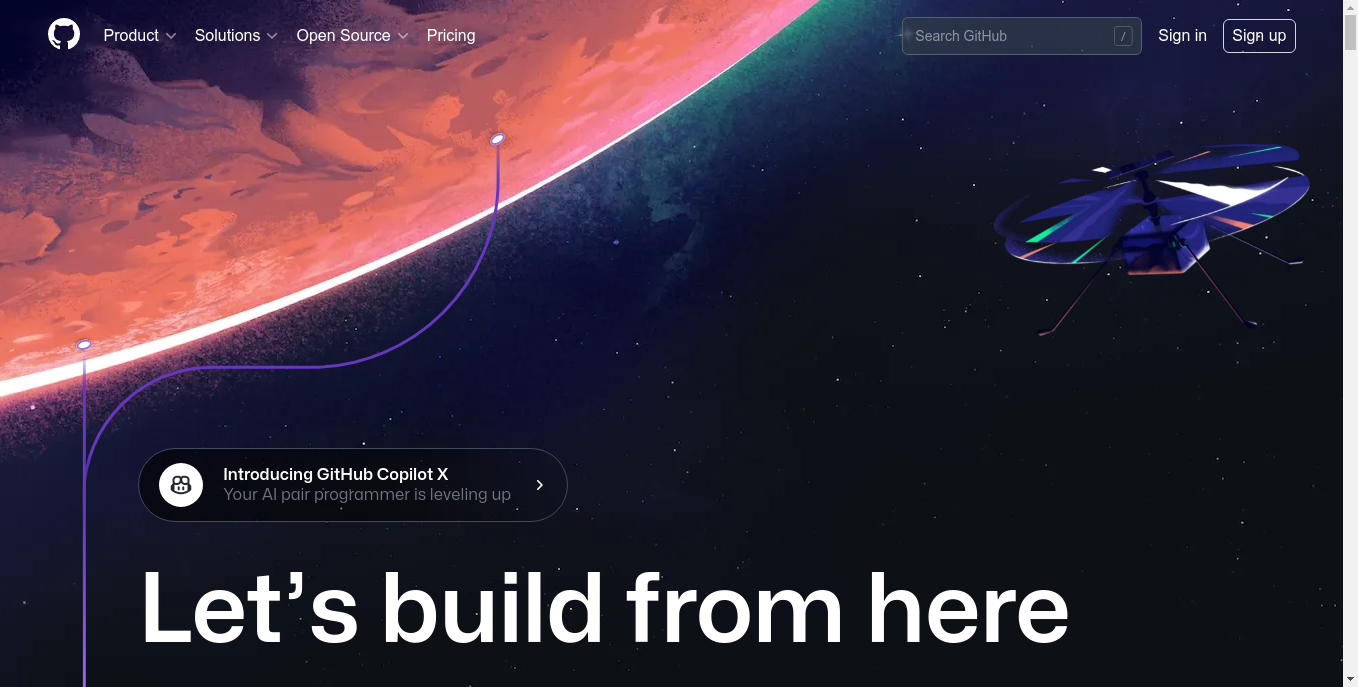 Product Solutions Open Source Pricing Search GitHub / Sign in Sign up
Introducing GitHub Copilot X
Your AI pair programmer is leveling up
Let’s build from here